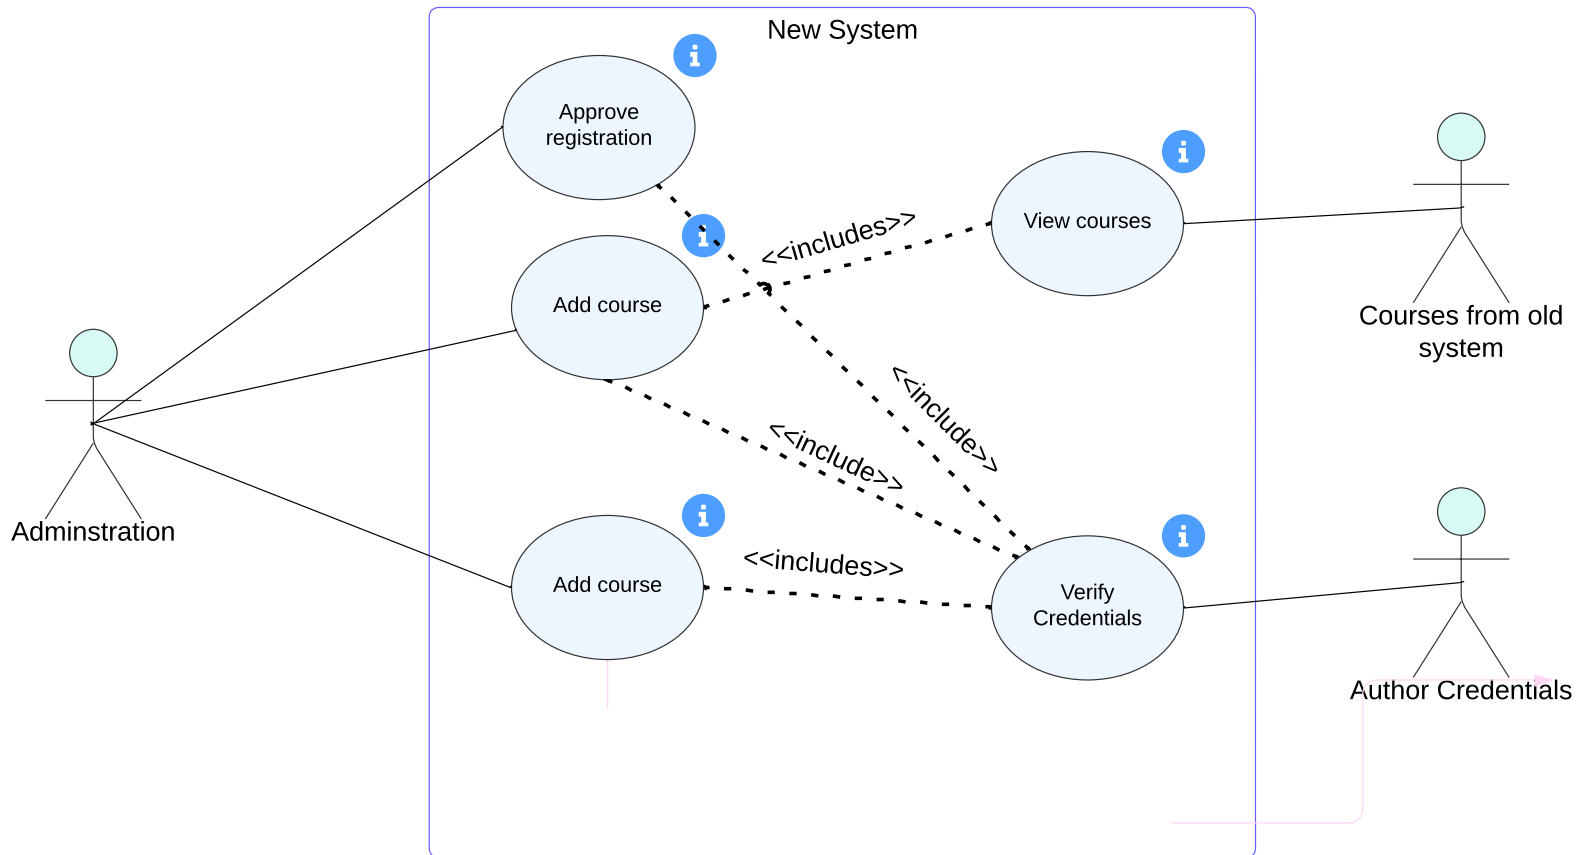 New System
Approve
registration
View courses
<<includes>>
Add course
Courses from old
system
<<include>>
<<include>>
Adminstration
<<includes>>
Add course
Verify
Credentials
Author Credentials